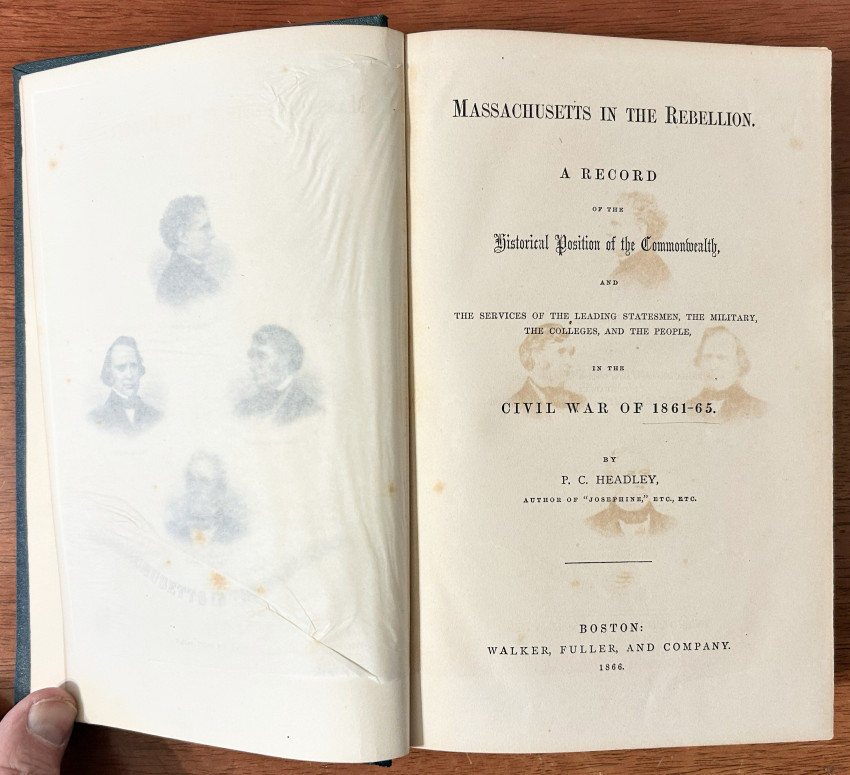 MASSACHUSETTS IN THE REBELLION.
A RECORD
OF THE
Historical Position of the Commonwealth,
AND
THE SERVICES OF THE LEADING STATESMEN, THE MILITARY,
THE COLLEGES, AND THE PEOPLE,
IN THE
CIVIL WAR OF 1861-65.
BY
P. C. HEADLEY,
AUTHOR OF "JOSEPHINE," ETC., ETC.
BOSTON:
WALKER, FULLER, AND COMPANY.
1866.